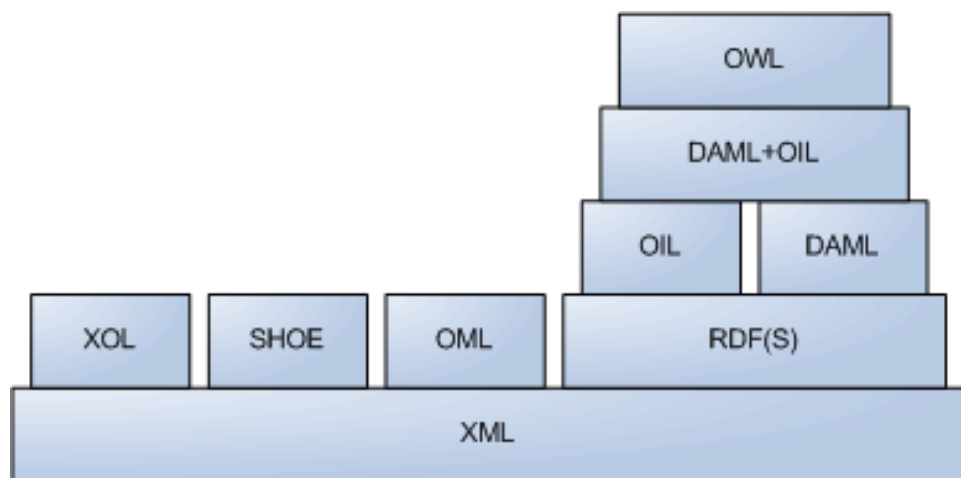 OWL
DAML+OIL
OIL DAML
XOL SHOE OML RDF(S)
XML